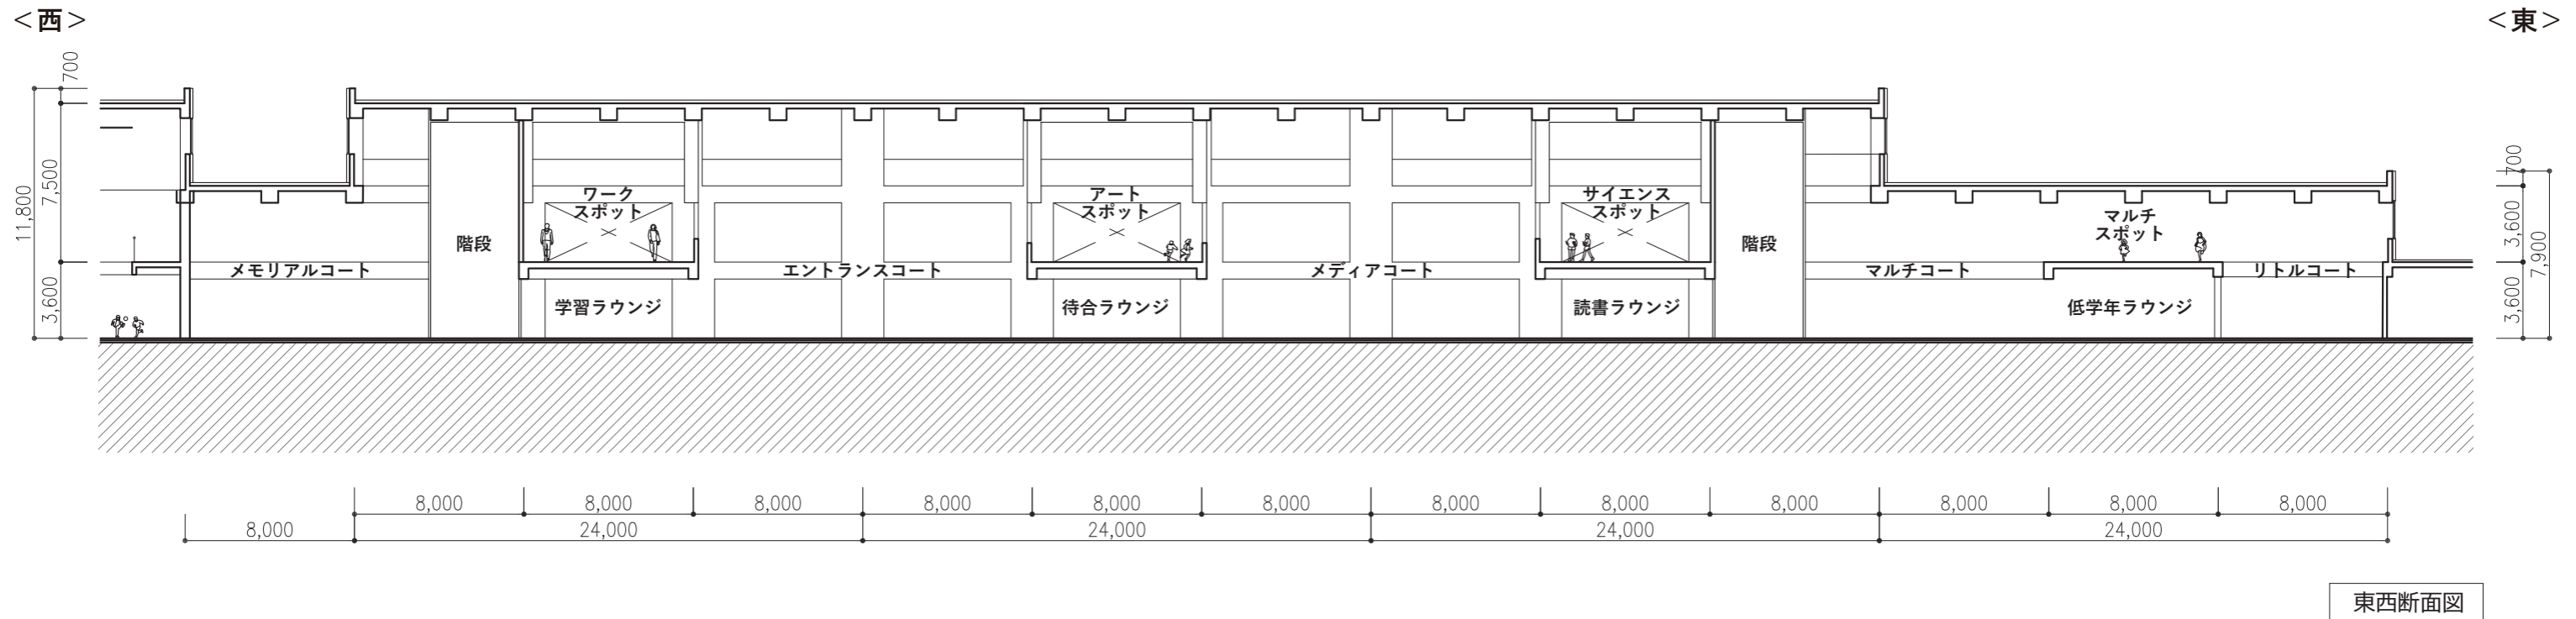 ＜西＞
＜東＞
700
7,500
3,600
11,800
700
3,600
3,600
7,900
ワーク
スポット
アート
スポット
サイエンス
スポット
マルチ
スポット
階段
階段
メモリアルコート
エントランスコート
メディアコート
マルチコート
リトルコート
学習ラウンジ
待合ラウンジ
読書ラウンジ
低学年ラウンジ
8,000 8,000 8,000 8,000 8,000 8,000 8,000 8,000 8,000 8,000 8,000 8,000
8,000 24,000 24,000 24,000 24,000
東西断面図